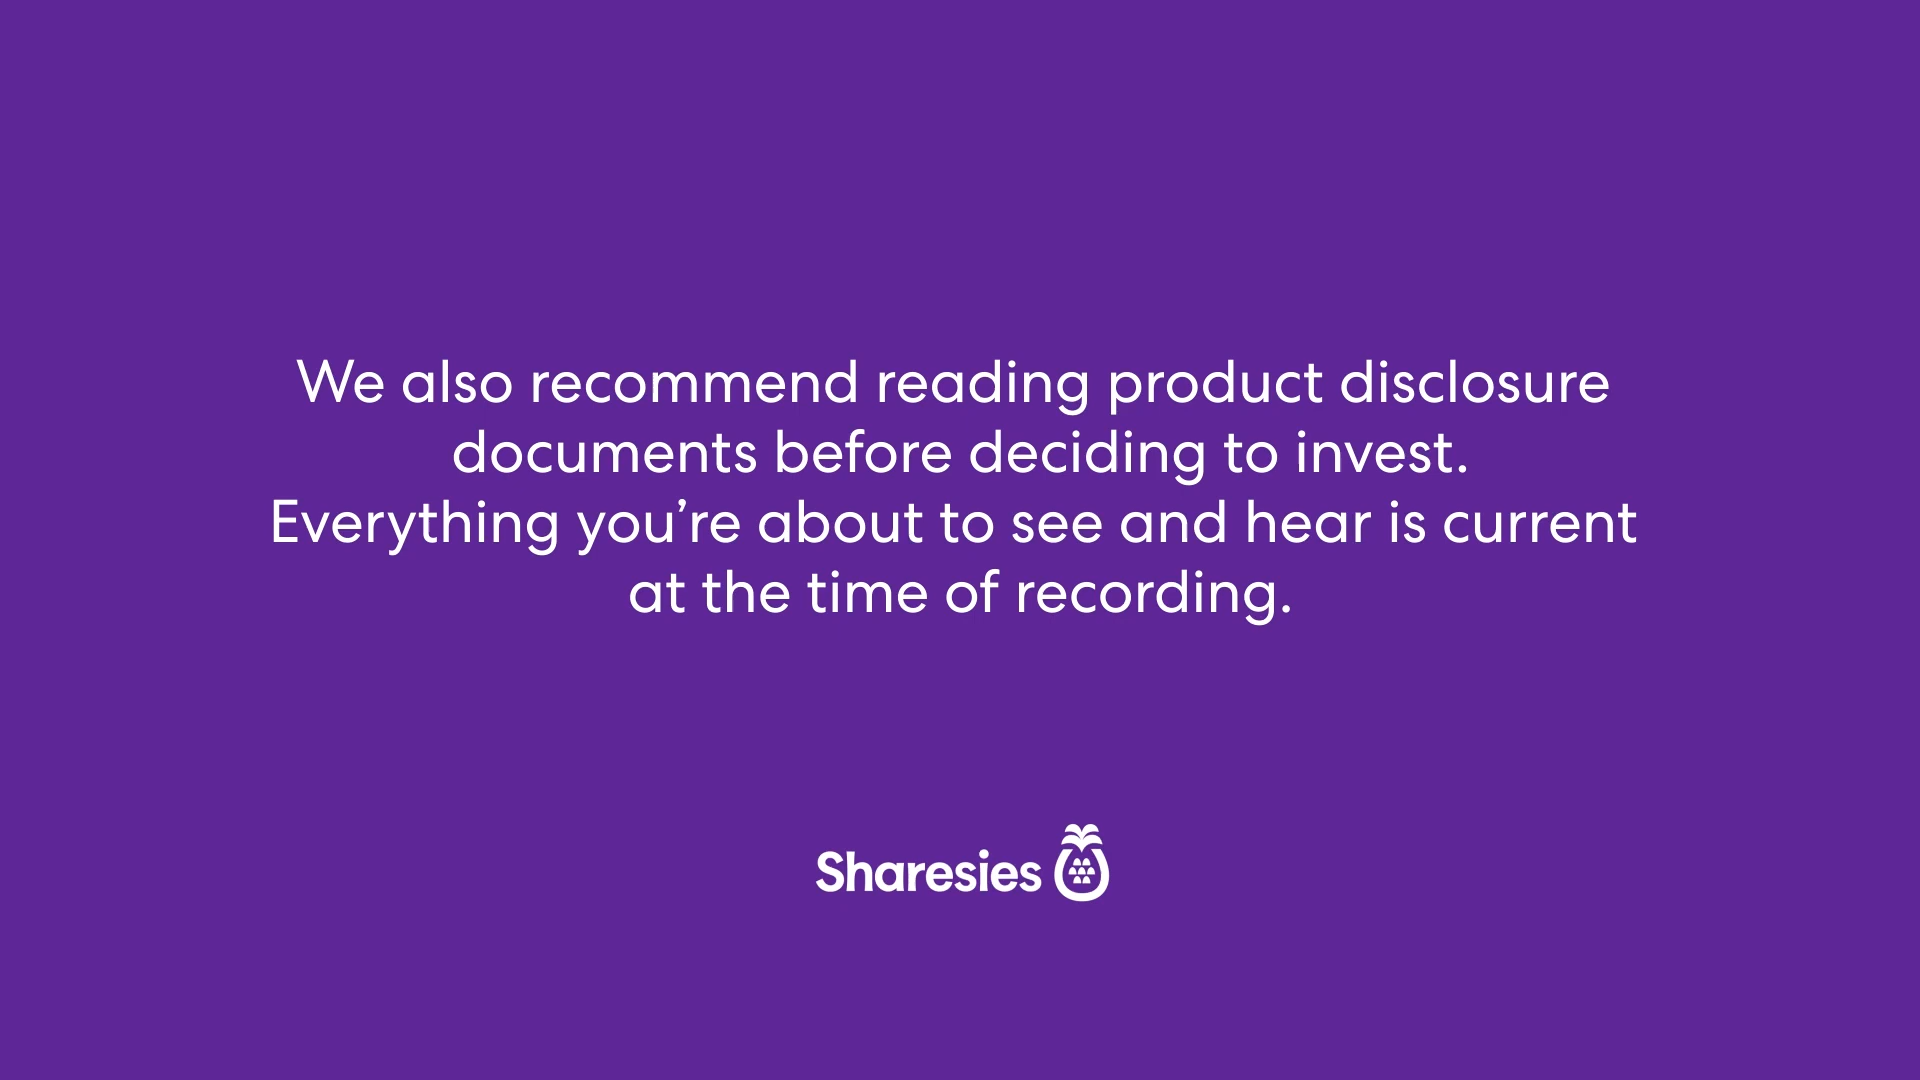 We also recommend reading product disclosure
documents before deciding to invest.
Everything you’re about to see and hear is current
at the time of recording.
Sharesies